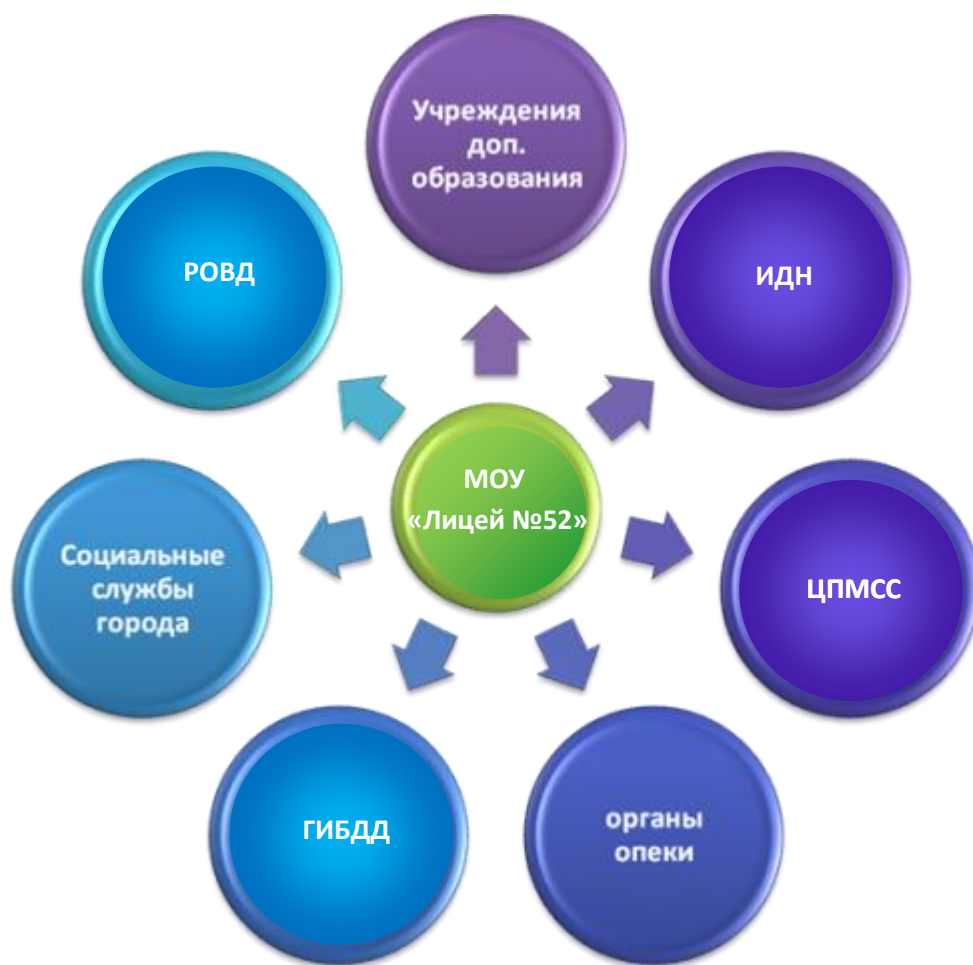 Учреждения
доп.
образования
РОВД
ИДН
МОУ
«Лицей №52»
Социальные
службы
города
ЦПМСС
ГИБДД
органы
опеки